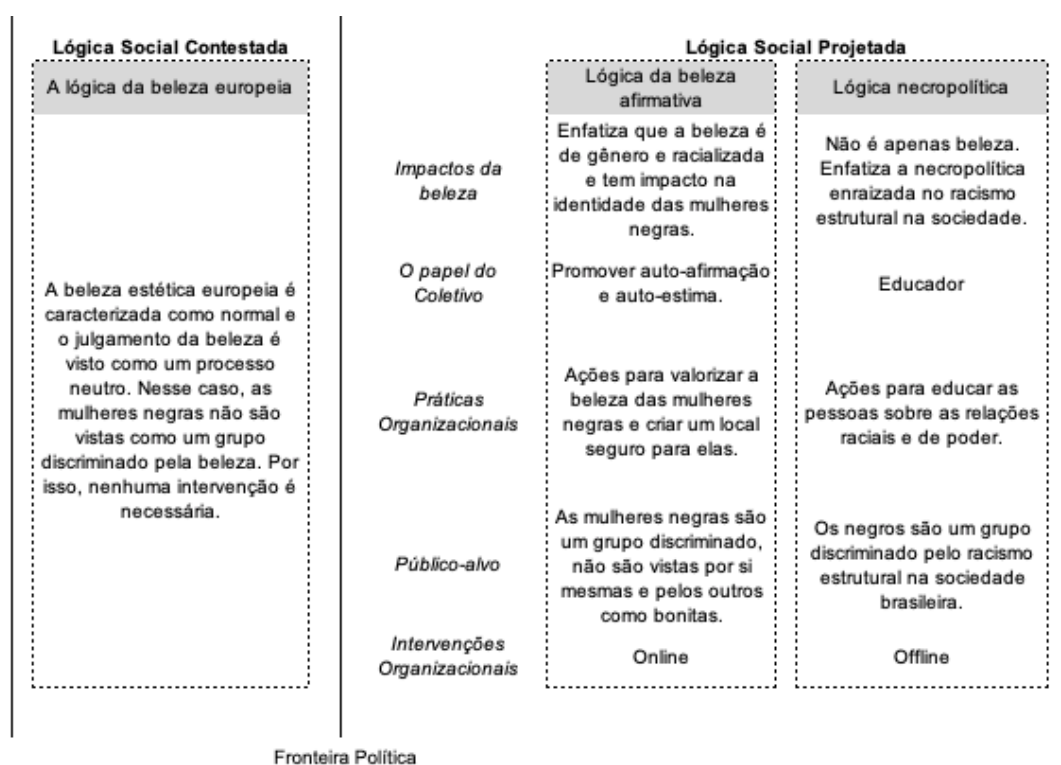 Lógica Social Contestada
A lógica da beleza europeia
A beleza estética europeia é
caracterizada como normal e
o julgamento da beleza é
visto como um processo
neutro. Nesse caso, as
mulheres negras não são
vistas como um grupo
discriminado pela beleza. Por
isso, nenhuma intervenção é
necessária.
Lógica Social Projetada
Lógica da beleza
afirmativa
Lógica necropolítica
Impactos da
beleza
Enfatiza que a beleza é
de gênero e racializada
e tem impacto na
identidade das mulheres
negras.
Não é apenas beleza.
Enfatiza a necropolítica
enraizada no racismo
estrutural na sociedade.
O papel do
Coletivo
Promover auto-afirmação
e auto-estima.
Educador
Práticas
Organizacionais
Ações para valorizar a
beleza das mulheres
negras e criar um local
seguro para elas.
Ações para educar as
pessoas sobre as relações
raciais e de poder.
Público-alvo
As mulheres negras são
um grupo discriminado,
não são vistas por si
mesmas e pelos outros
como bonitas.
Os negros são um grupo
discriminado pelo racismo
estrutural na sociedade
brasileira.
Intervenções
Organizacionais
Online
Offline
Fronteira Política